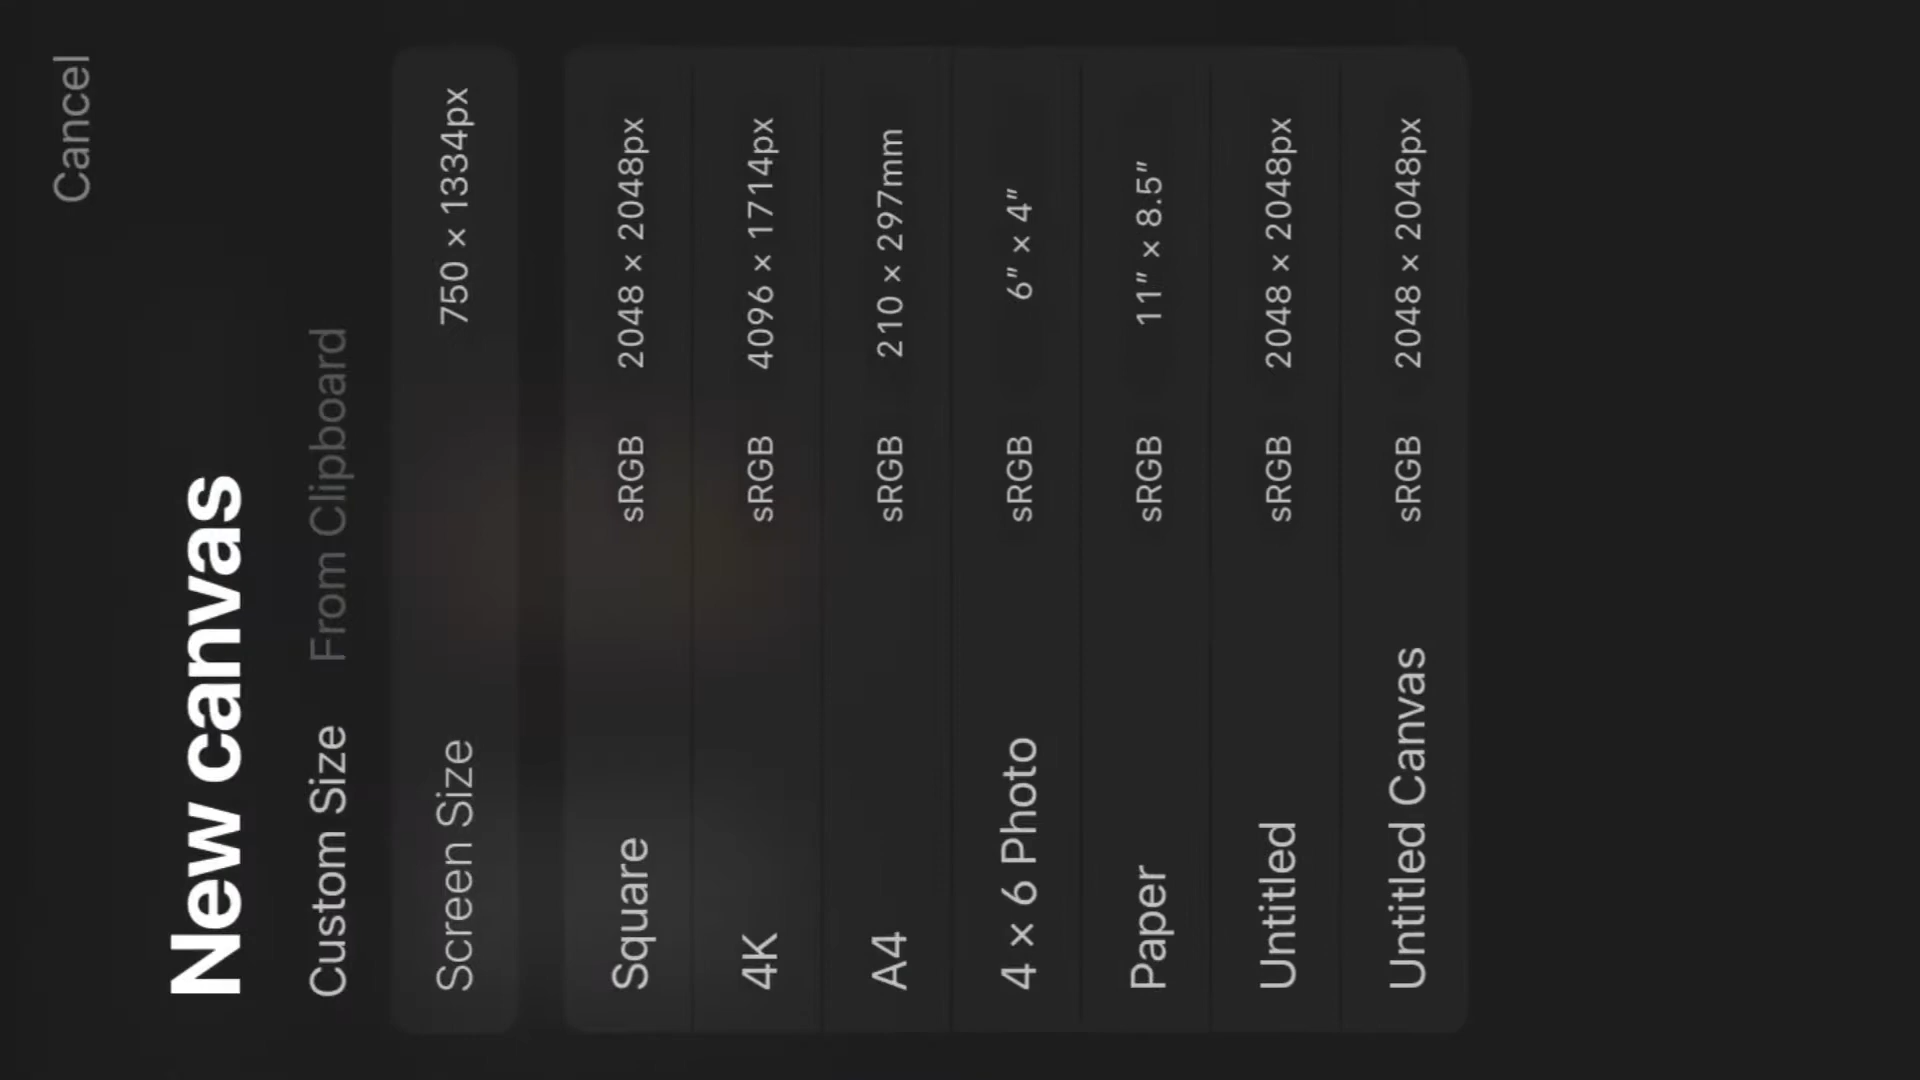 Cancel
New canvas
Custom Size From Clipboard
Screen Size 750 × 1334px
Square sRGB 2048 × 2048px
4K sRGB 4096 × 1714px
A4 sRGB 210 × 297mm
4 × 6 Photo sRGB 6" × 4"
Paper sRGB 11" × 8.5"
Untitled sRGB 2048 × 2048px
Untitled Canvas sRGB 2048 × 2048px